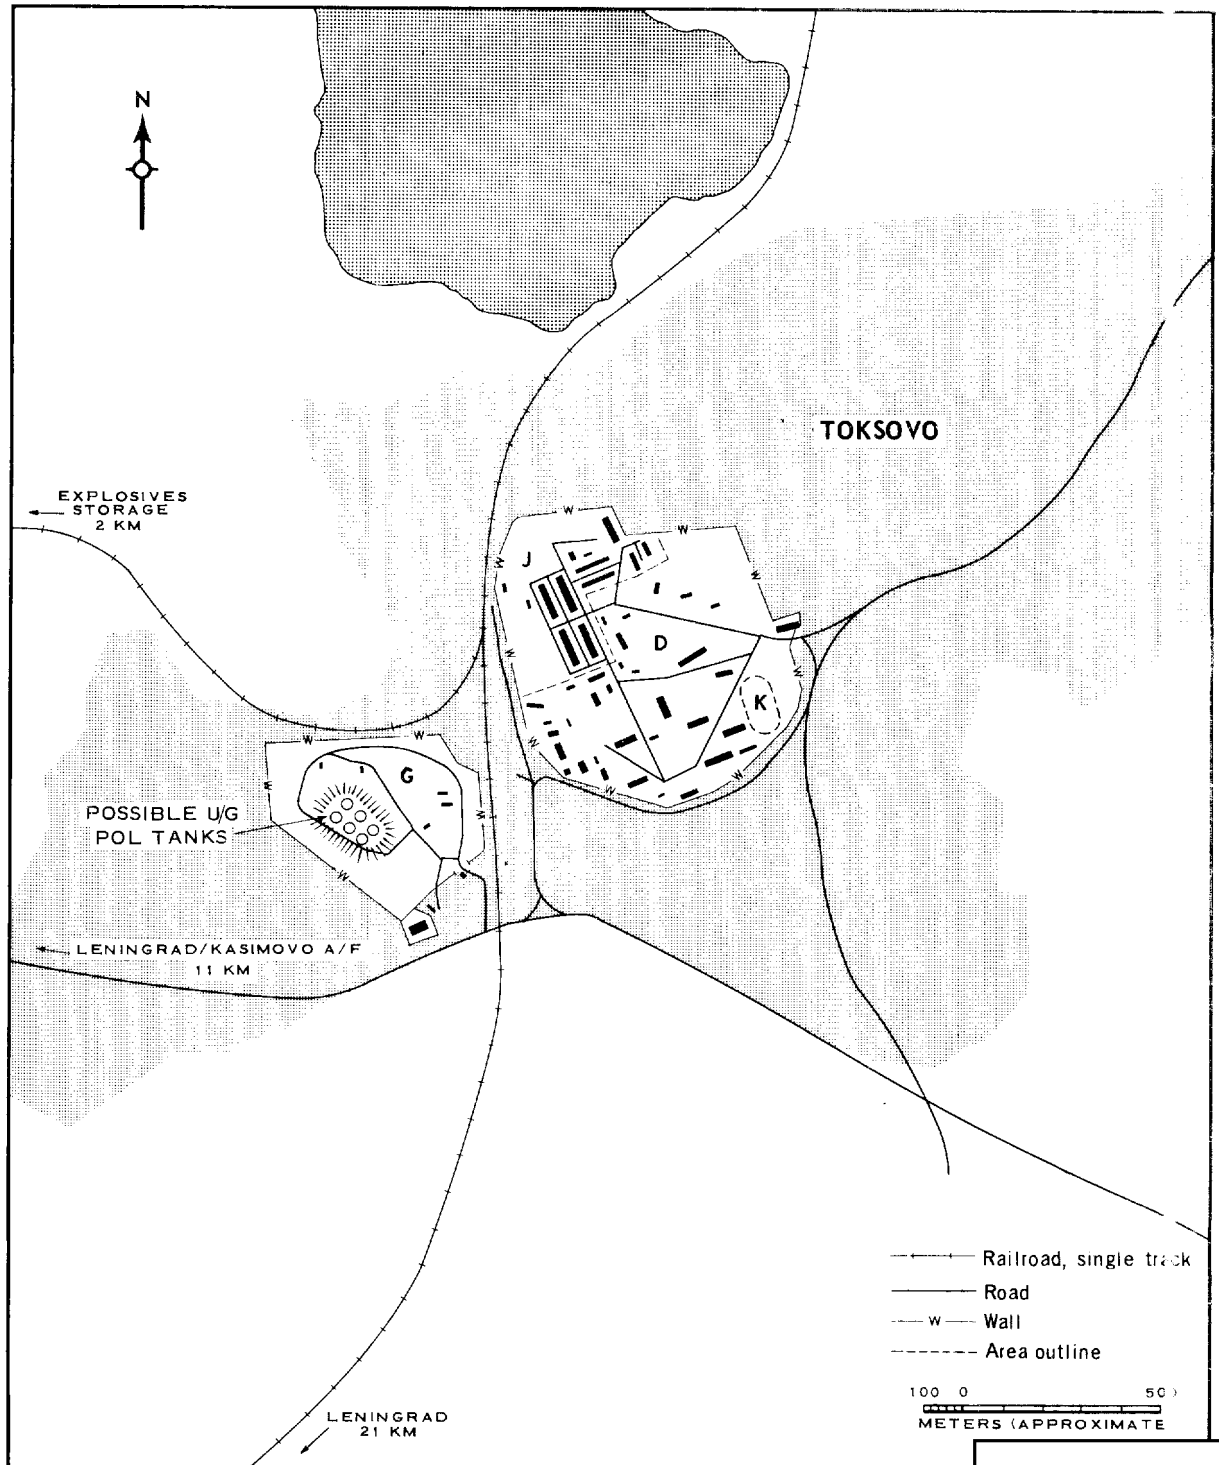 N
TOKSOVO
EXPLOSIVES
STORAGE
2 KM
W
W
J
W
W
D
W
K
W
W
W
W
W
W
G
W
W
POSSIBLE U/G
POL TANKS
W
LENINGRAD/KASIMOVO A/F
11 KM
Railroad, single track
Road
W Wall
Area outline
100 0 50
METERS (APPROXIMATE
LENINGRAD
21 KM